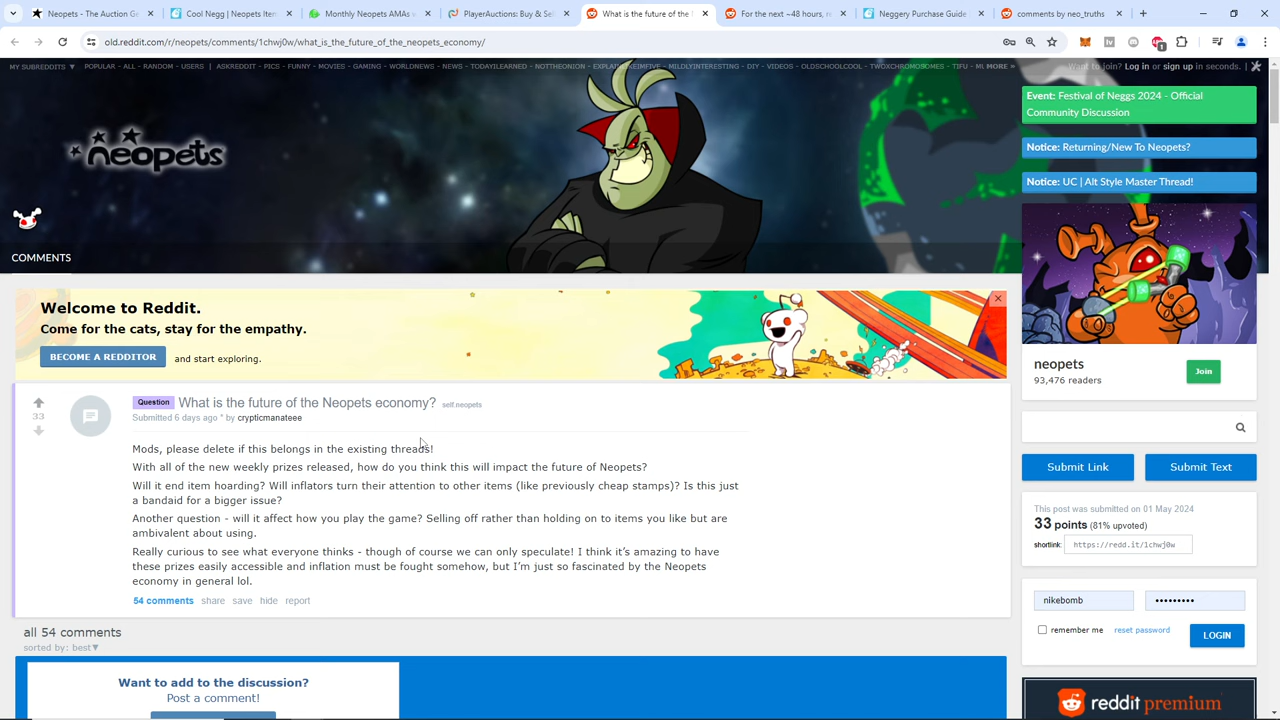 Neopets - The Auction Ge
Cool Negg | Neopets Item
Monthly Neopets AMAs w
PlayerAuctions: Buy & Sel
What is the future of the N
For the next ~48 hours, n
Neggery Purchase Guide
comments by neo_truths
old.reddit.com/r/neopets/comments/1chwj0w/what_is_the_future_of_the_neopets_economy/
MY SUBREDDITS ▼ POPULAR - ALL - RANDOM - USERS | ASKREDDIT - PICS - FUNNY - MOVIES - GAMING - WORLDNEWS - NEWS - TODAYILEARNED - NOTTHEONION - EXPLAINLIKEIMFIVE - MILDLYINTERESTING - DIY - VIDEOS - OLDSCHOOLCOOL - TWOXCHROMOSOMES - TIFU - MU MORE »
Want to join? Log in or sign up in seconds. |
neopets
COMMENTS
Event: Festival of Neggs 2024 - Official
Community Discussion
Notice: Returning/New To Neopets?
Notice: UC | Alt Style Master Thread!
Welcome to Reddit.
Come for the cats, stay for the empathy.
BECOME A REDDITOR and start exploring.
33
Question What is the future of the Neopets economy? self.neopets
Submitted 6 days ago * by crypticmanateee
Mods, please delete if this belongs in the existing threads!
With all of the new weekly prizes released, how do you think this will impact the future of Neopets?
Will it end item hoarding? Will inflators turn their attention to other items (like previously cheap stamps)? Is this just
a bandaid for a bigger issue?
Another question - will it affect how you play the game? Selling off rather than holding on to items you like but are
ambivalent about using.
Really curious to see what everyone thinks - though of course we can only speculate! I think it's amazing to have
these prizes easily accessible and inflation must be fought somehow, but I'm just so fascinated by the Neopets
economy in general lol.
54 comments share save hide report
all 54 comments
sorted by: best▼
Want to add to the discussion?
Post a comment!
neopets
93,476 readers
Join
Submit Link
Submit Text
This post was submitted on 01 May 2024
33 points (81% upvoted)
shortlink: https://redd.it/1chwj0w
nikebomb
•••••••••
remember me reset password
LOGIN
reddit premium